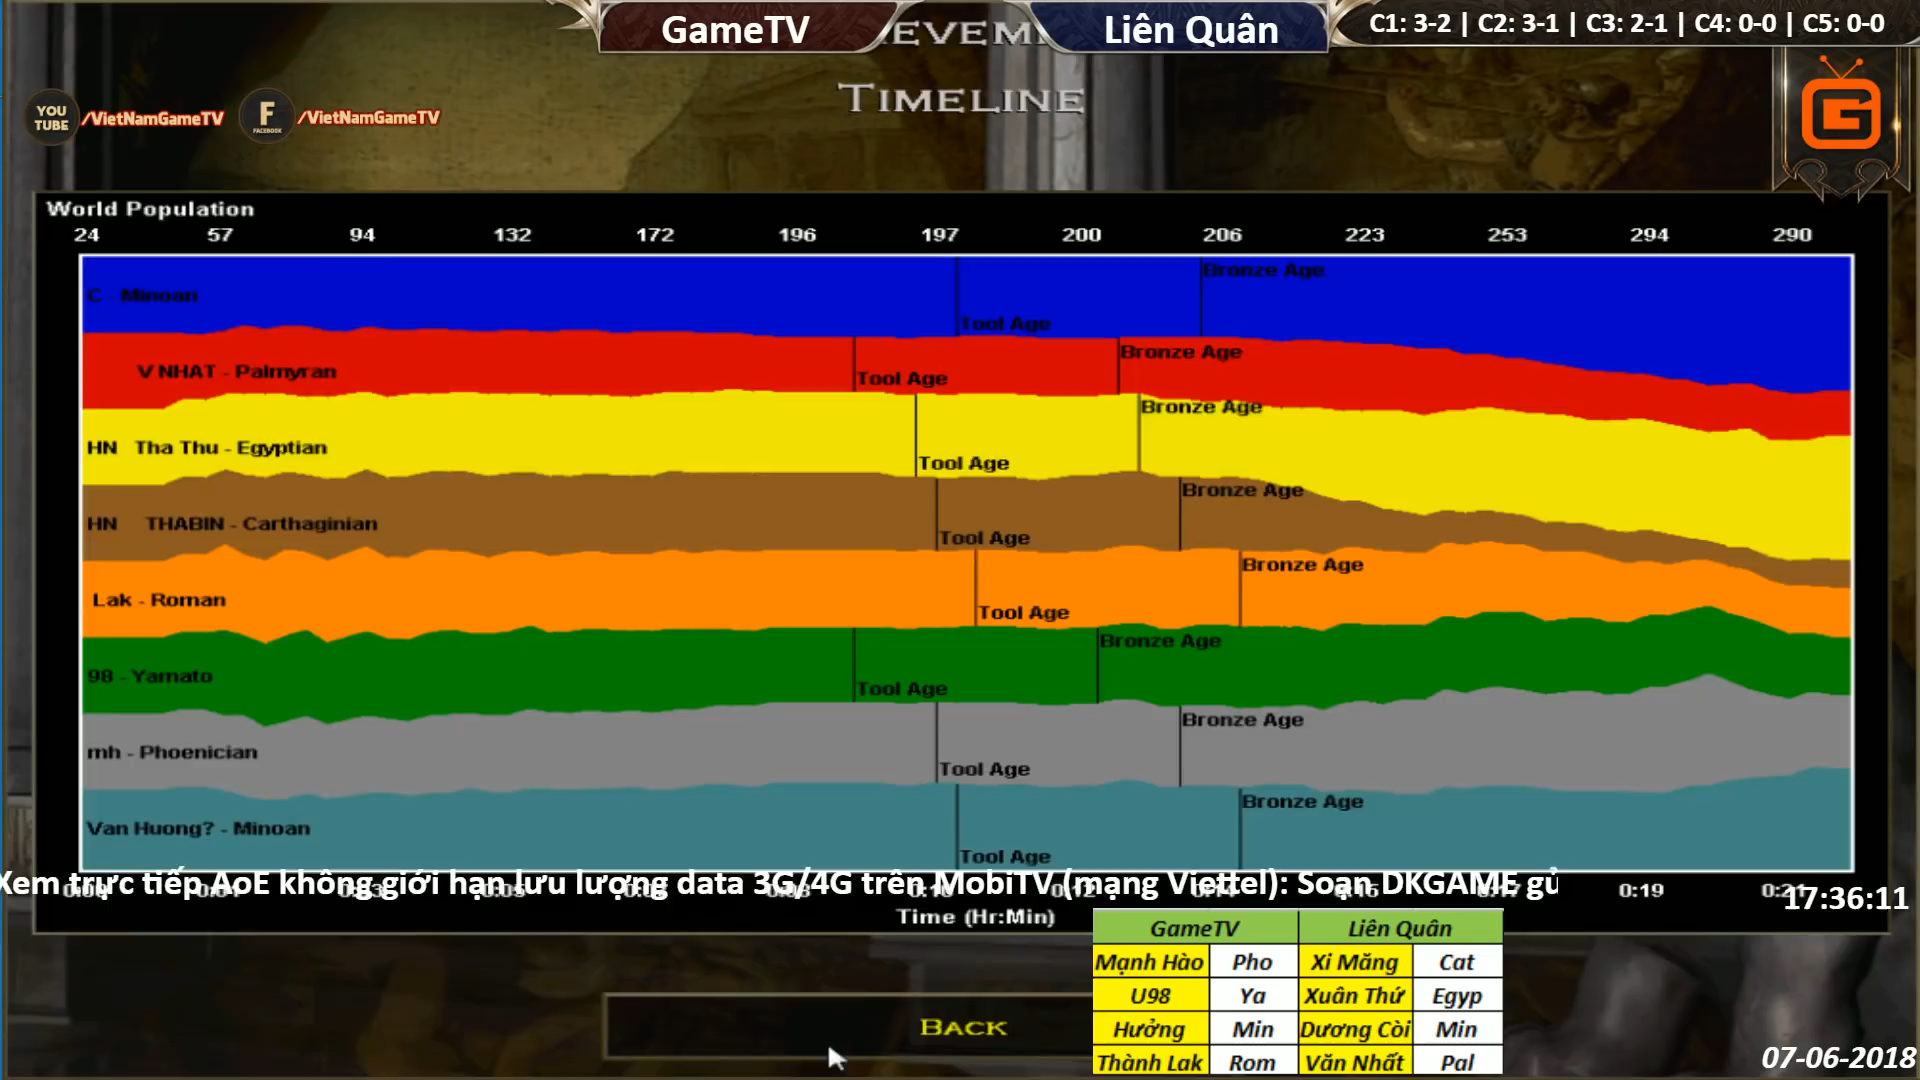 GameTV
Liên Quân
C1: 3-2 | C2: 3-1 | C3: 2-1 | C4: 0-0 | C5: 0-0
EVEM
TIMELINE
YOU TUBE /VietNamGameTV
F FACEBOOK /VietNamGameTV
G
World Population
24 57 94 132 172 196 197 200 206 223 253 294 290
C - Minoan
Tool Age
Bronze Age
V NHAT - Palmyran
Tool Age
Bronze Age
HN Tha Thu - Egyptian
Tool Age
Bronze Age
HN THABIN - Carthaginian
Tool Age
Bronze Age
Lak - Roman
Tool Age
Bronze Age
98 - Yamato
Tool Age
Bronze Age
mh - Phoenician
Tool Age
Bronze Age
Van Huong? - Minoan
Tool Age
Bronze Age
Xem trực tiếp AoE không giới hạn lưu lượng data 3G/4G trên MobiTV (mạng Viettel): Soạn DKGAME gử
0:19
17:36:11
Time (Hr:Min)
GameTV Liên Quân
Mạnh Hào Pho Xi Măng Cat
U98 Ya Xuân Thứ Egyp
Hưởng Min Dương Còi Min
Thành Lak Rom Văn Nhất Pal
BACK
07-06-2018